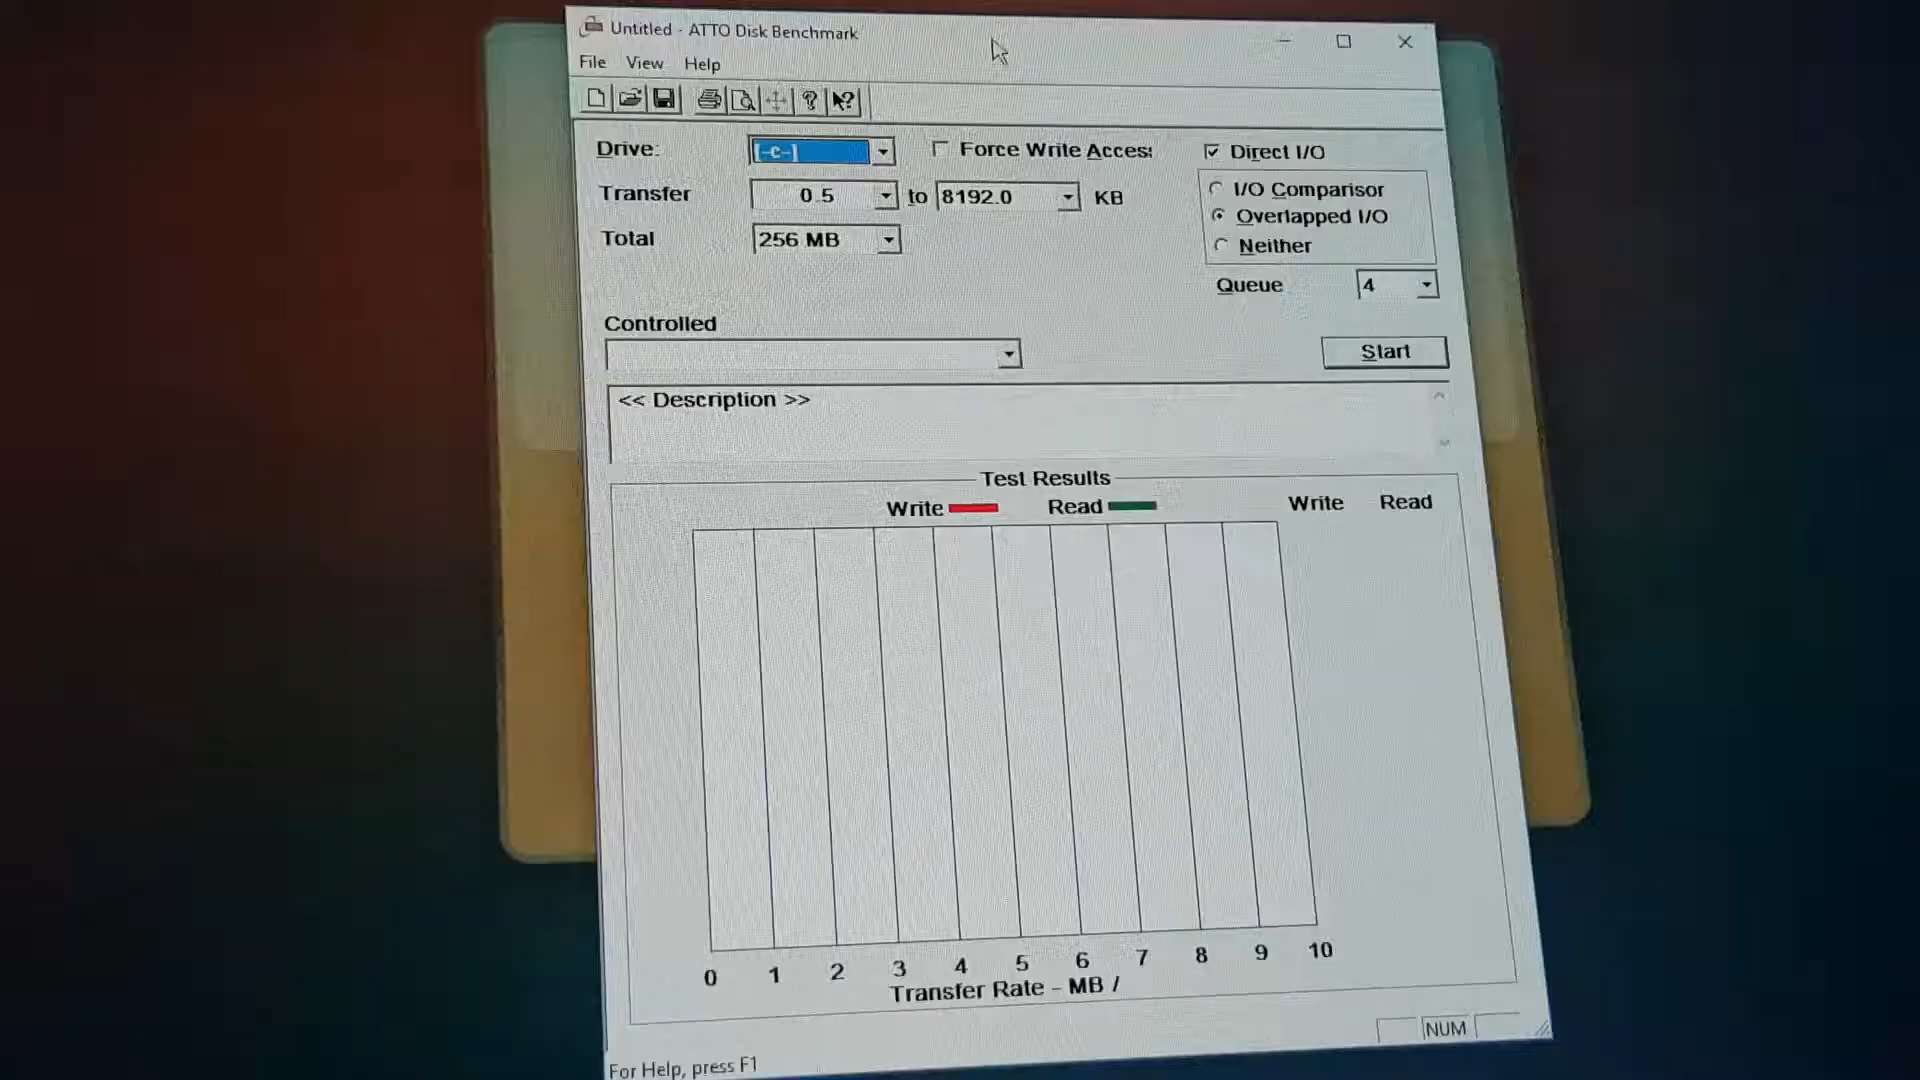 Untitled - ATTO Disk Benchmark
File View Help
Drive: [-c-] Force Write Acces Direct I/O
Transfer 0.5 to 8192.0 KB I/O Comparisor
Overlapped I/O
Total 256 MB Neither
Queue 4
Controlled
Start
<< Description >>
Test Results
Write Read Write Read
0 1 2 3 4 5 6 7 8 9 10
Transfer Rate - MB /
NUM
For Help, press F1